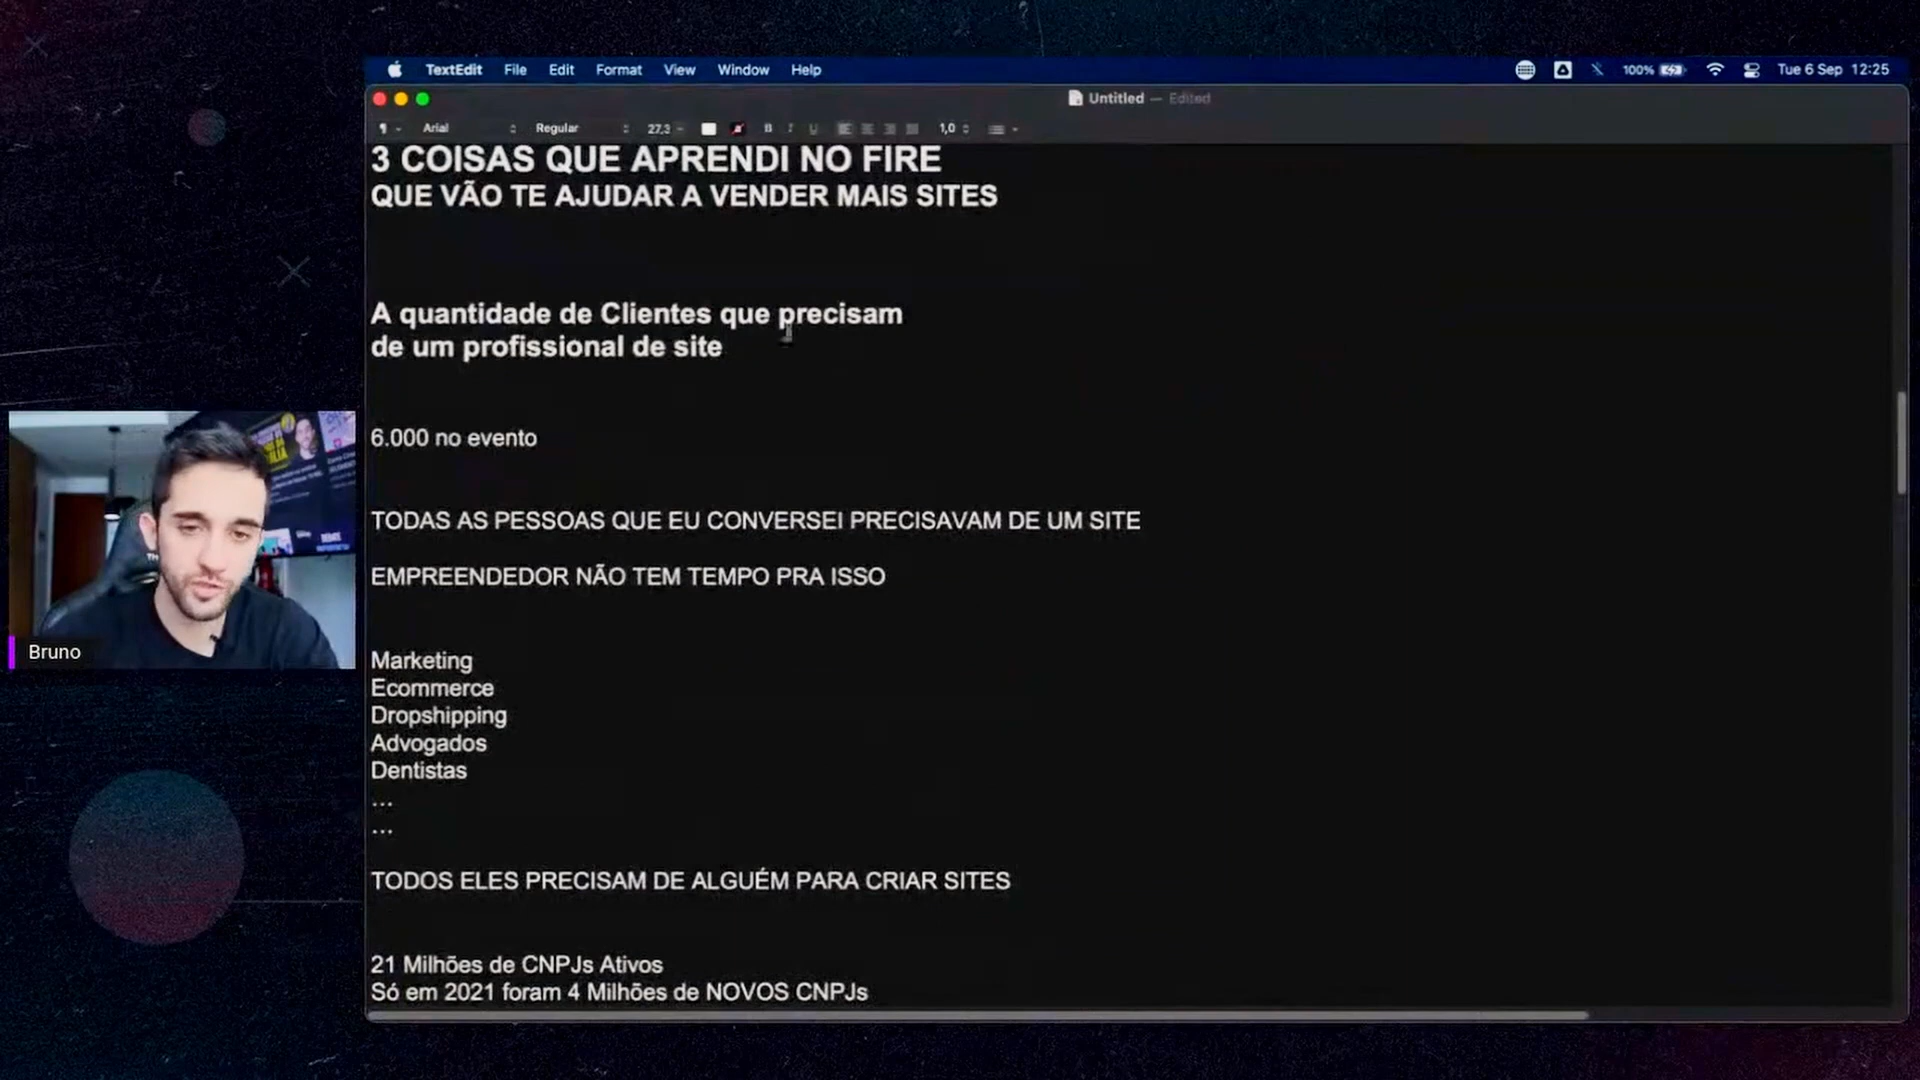 TextEdit File Edit Format View Window Help 100% Tue 6 Sep 12:25
Untitled — Edited
Arial Regular 27,3 B I U 1,0
3 COISAS QUE APRENDI NO FIRE
QUE VÃO TE AJUDAR A VENDER MAIS SITES
A quantidade de Clientes que precisam
de um profissional de site
6.000 no evento
TODAS AS PESSOAS QUE EU CONVERSEI PRECISAVAM DE UM SITE
EMPREENDEDOR NÃO TEM TEMPO PRA ISSO
Bruno
Marketing
Ecommerce
Dropshipping
Advogados
Dentistas
...
...
TODOS ELES PRECISAM DE ALGUÉM PARA CRIAR SITES
21 Milhões de CNPJs Ativos
Só em 2021 foram 4 Milhões de NOVOS CNPJs